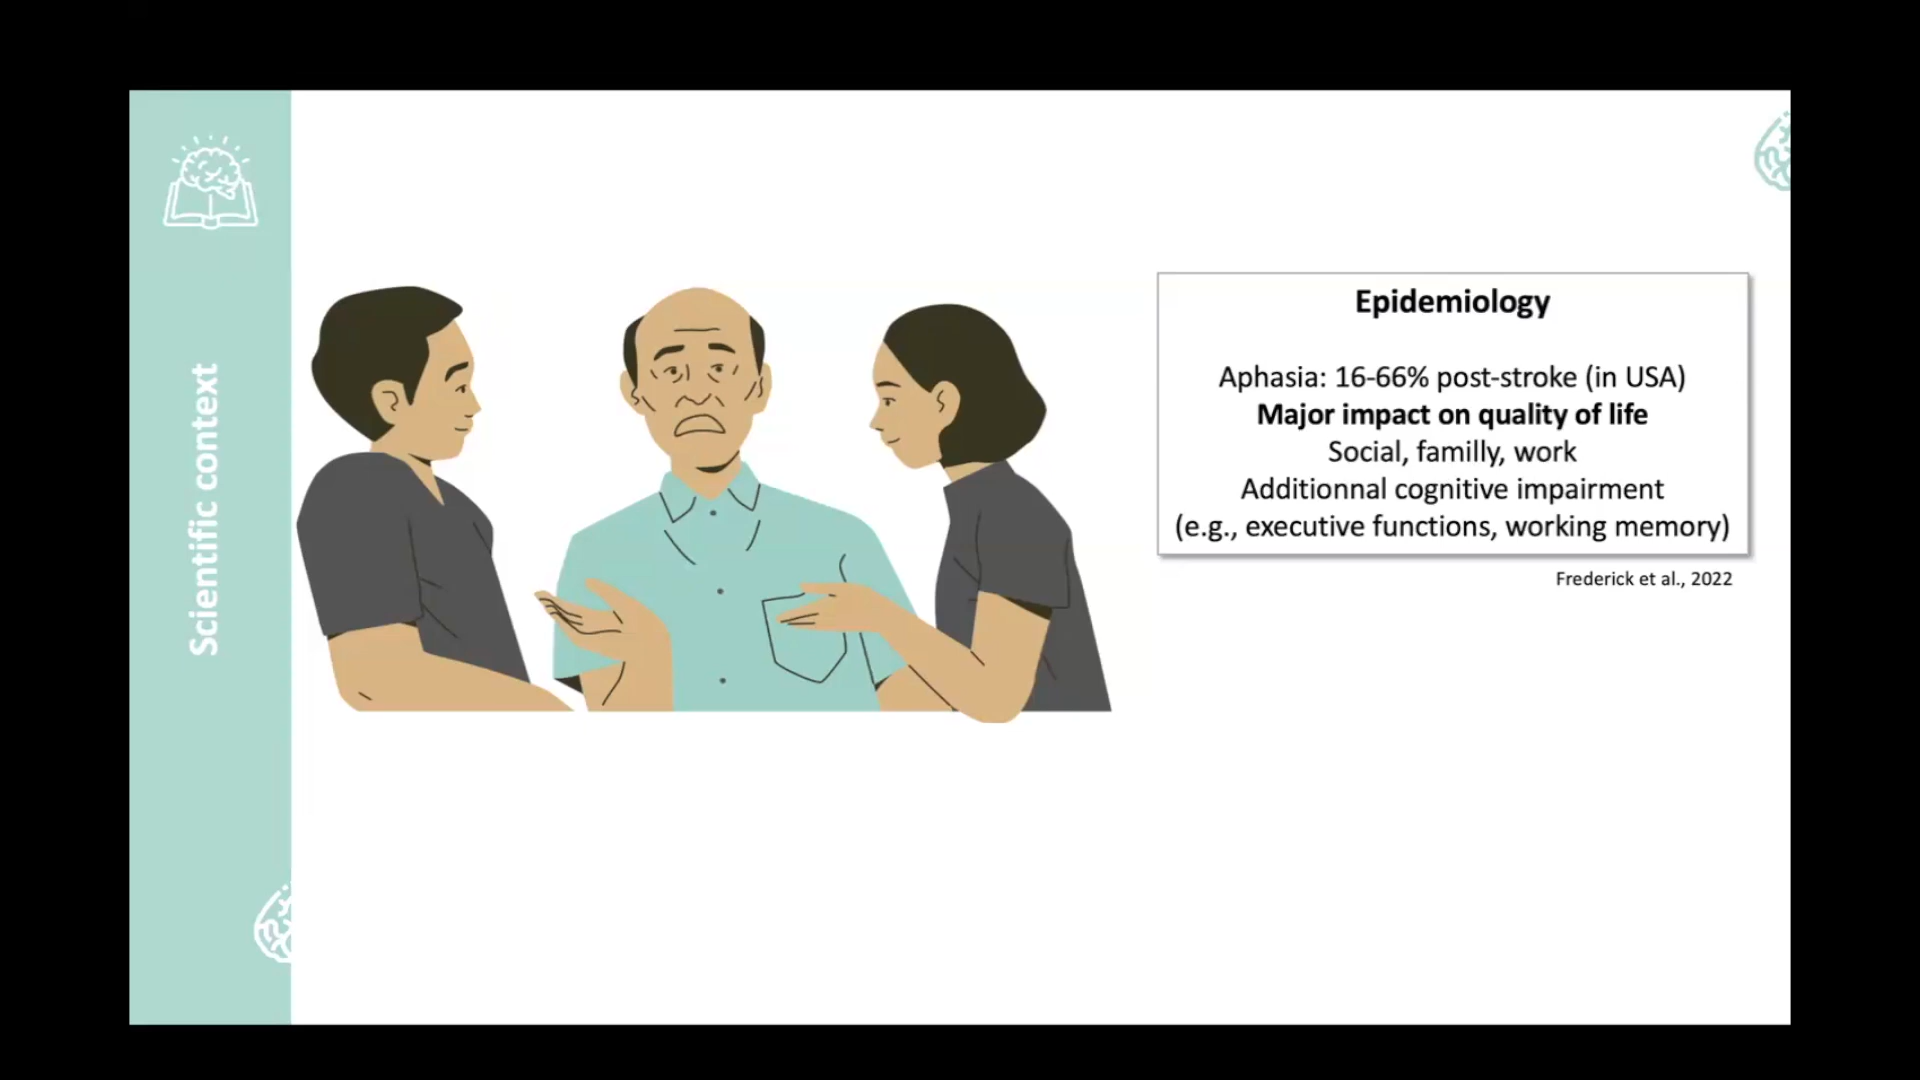 Scientific context
Epidemiology
Aphasia: 16-66% post-stroke (in USA)
Major impact on quality of life
Social, familly, work
Additionnal cognitive impairment
(e.g., executive functions, working memory)
Frederick et al., 2022